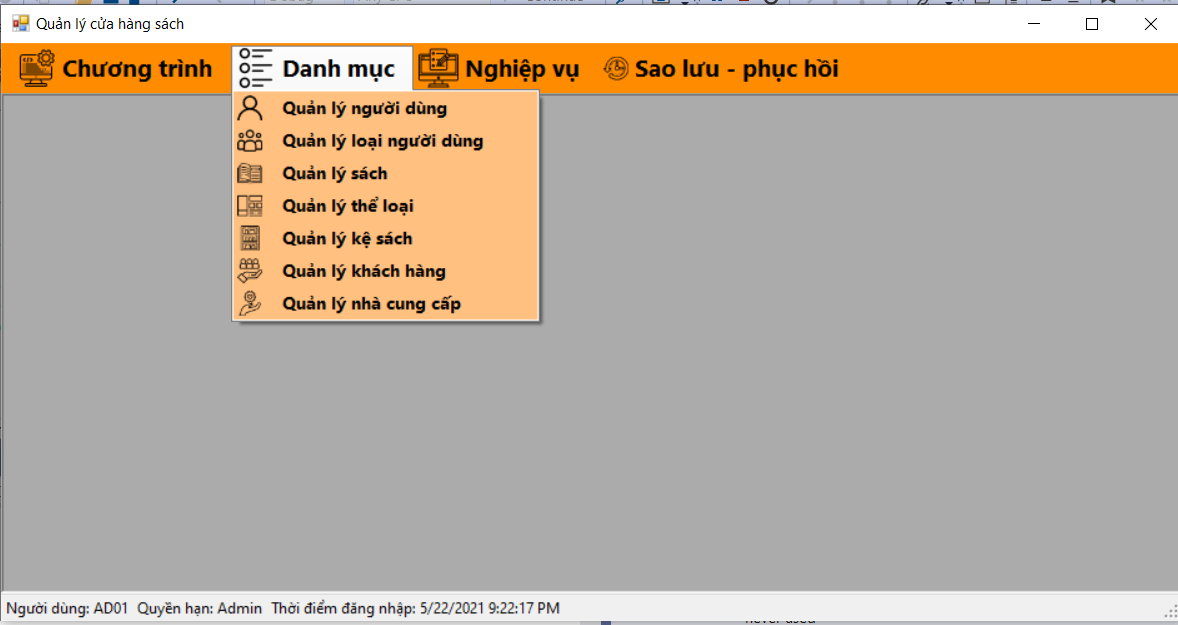 Quản lý cửa hàng sách
Chương trình Danh mục Nghiệp vụ Sao lưu - phục hồi
Quản lý người dùng
Quản lý loại người dùng
Quản lý sách
Quản lý thể loại
Quản lý kệ sách
Quản lý khách hàng
Quản lý nhà cung cấp
Người dùng: AD01 Quyền hạn: Admin Thời điểm đăng nhập: 5/22/2021 9:22:17 PM
never used